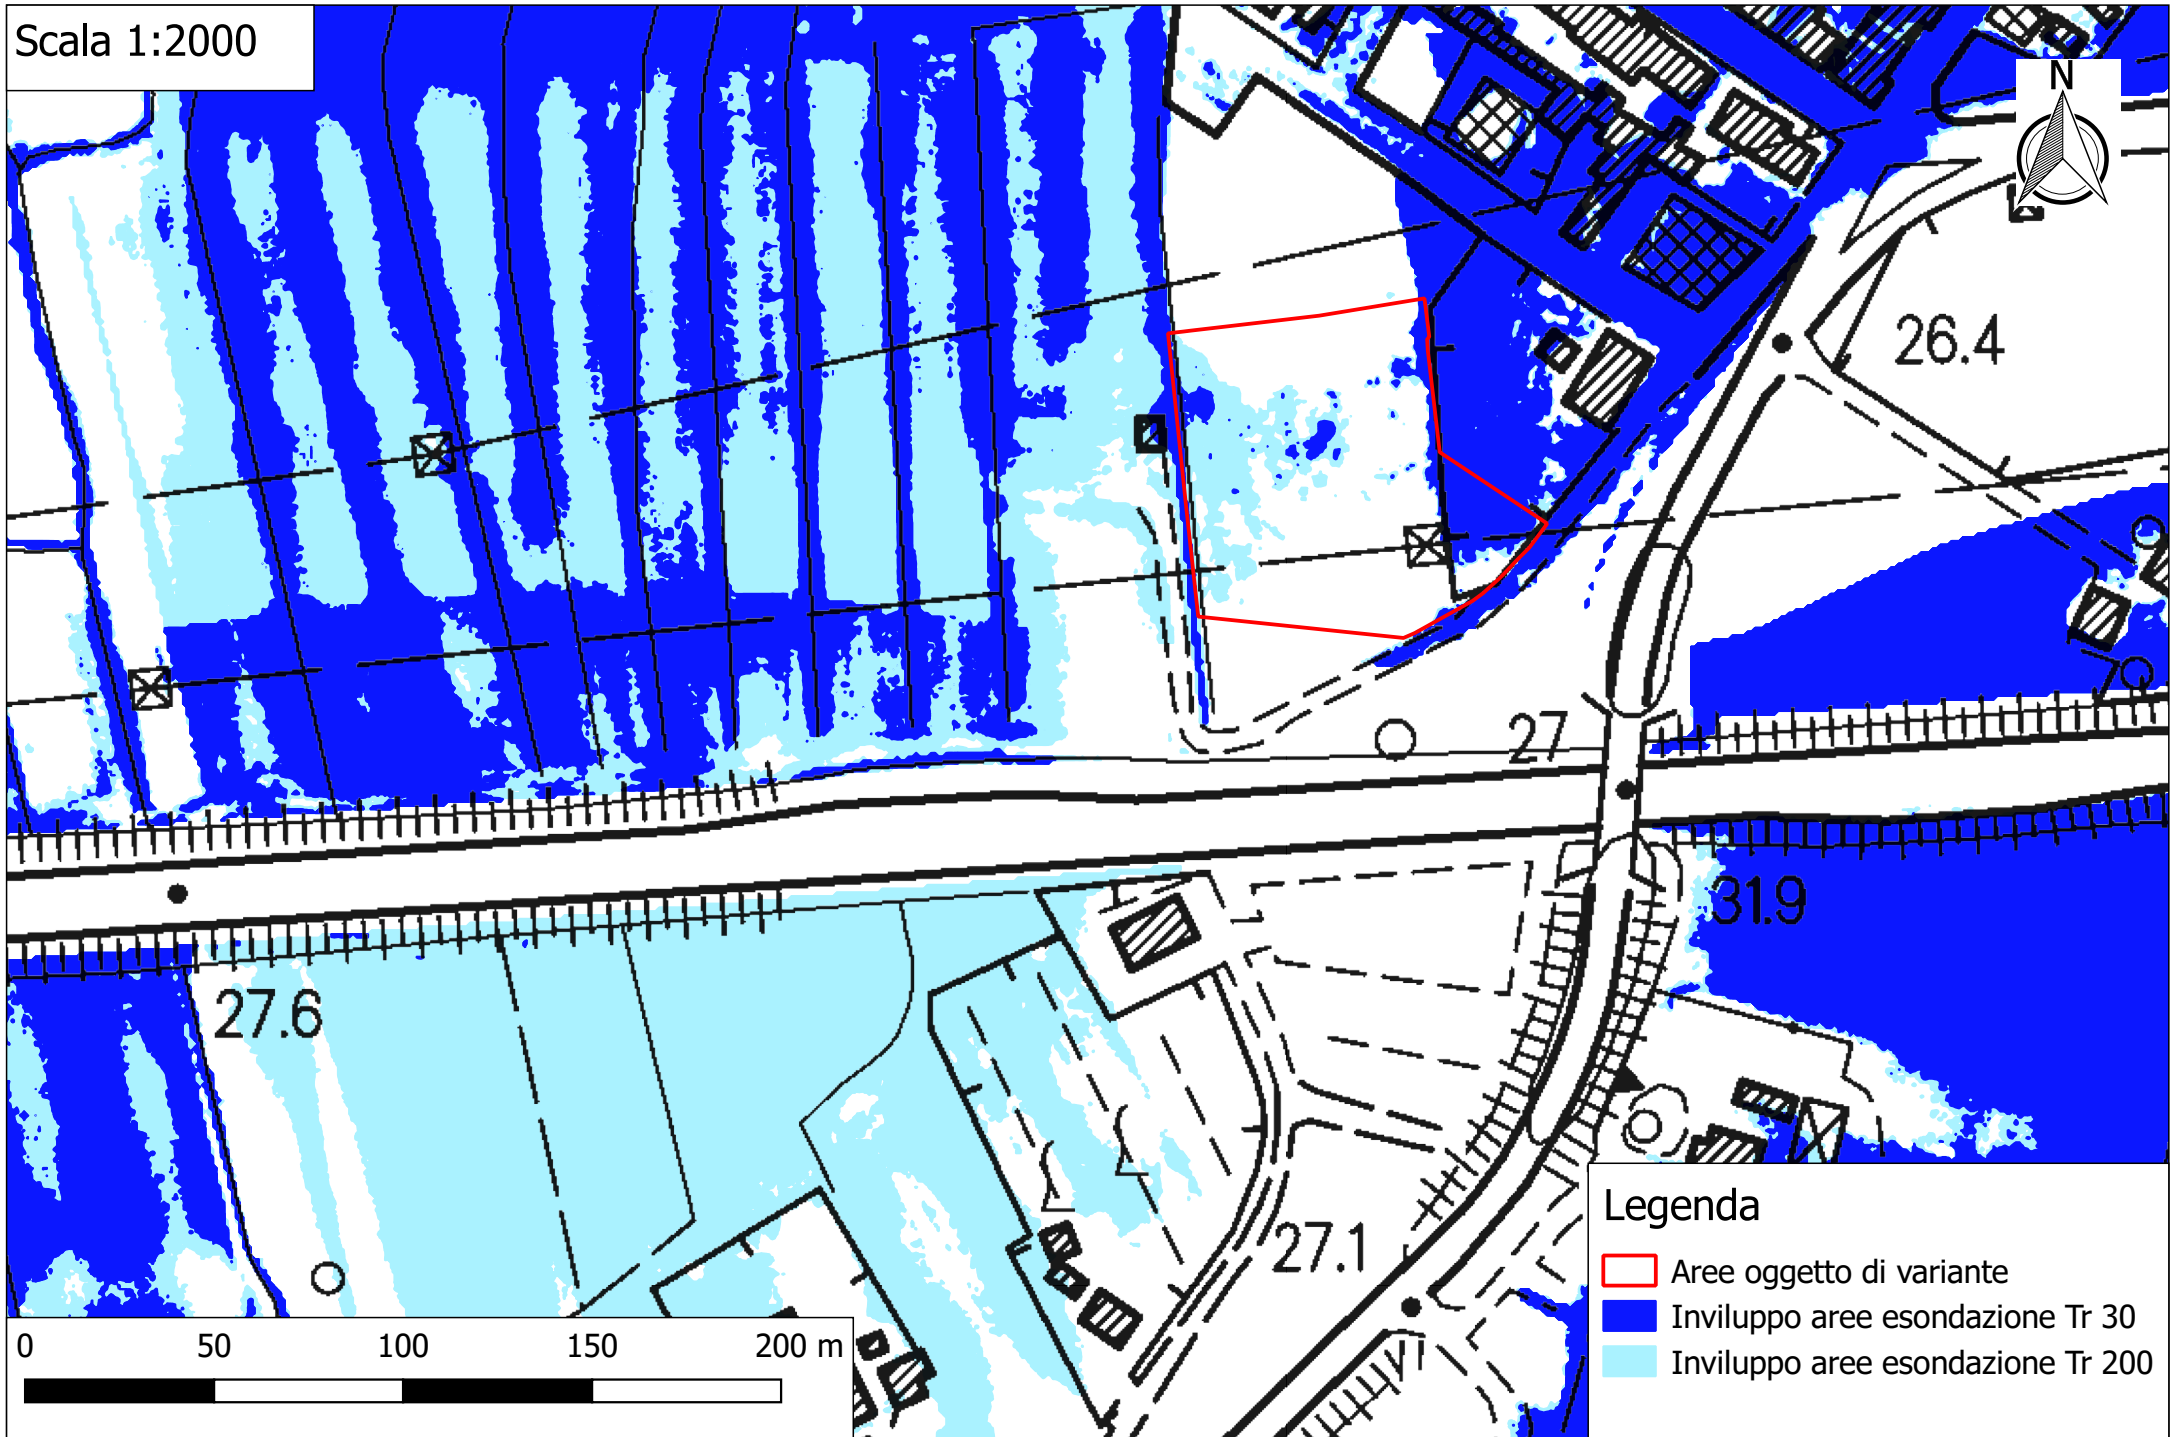 Scala 1:2000
N
26.4
27
31.9
27.6
27.1
Legenda
Aree oggetto di variante
Inviluppo aree esondazione Tr 30
Inviluppo aree esondazione Tr 200
0 50 100 150 200 m